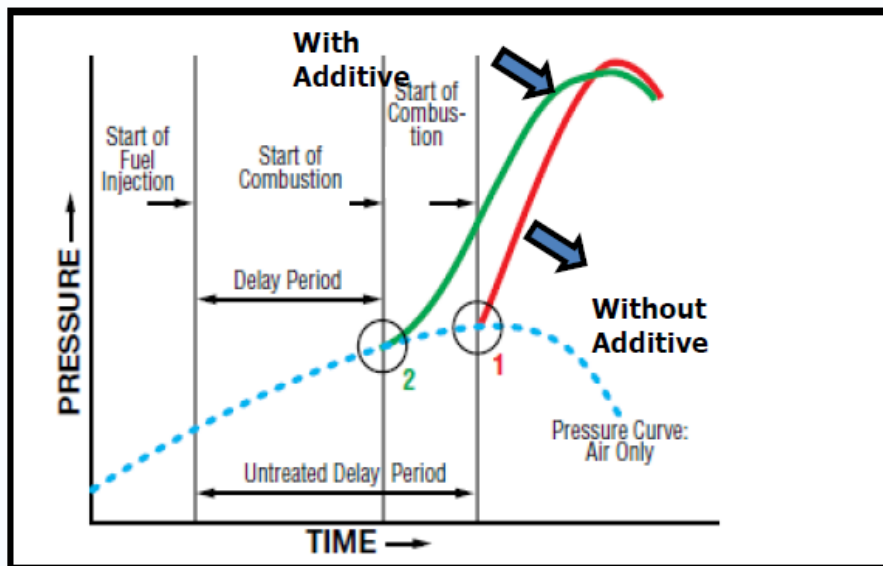 With
Additive
Start of
Combus-
tion
Start of
Fuel
Injection
Start of
Combustion
PRESSURE
Delay Period
Without
Additive
2
1
Pressure Curve:
Air Only
Untreated Delay Period
TIME